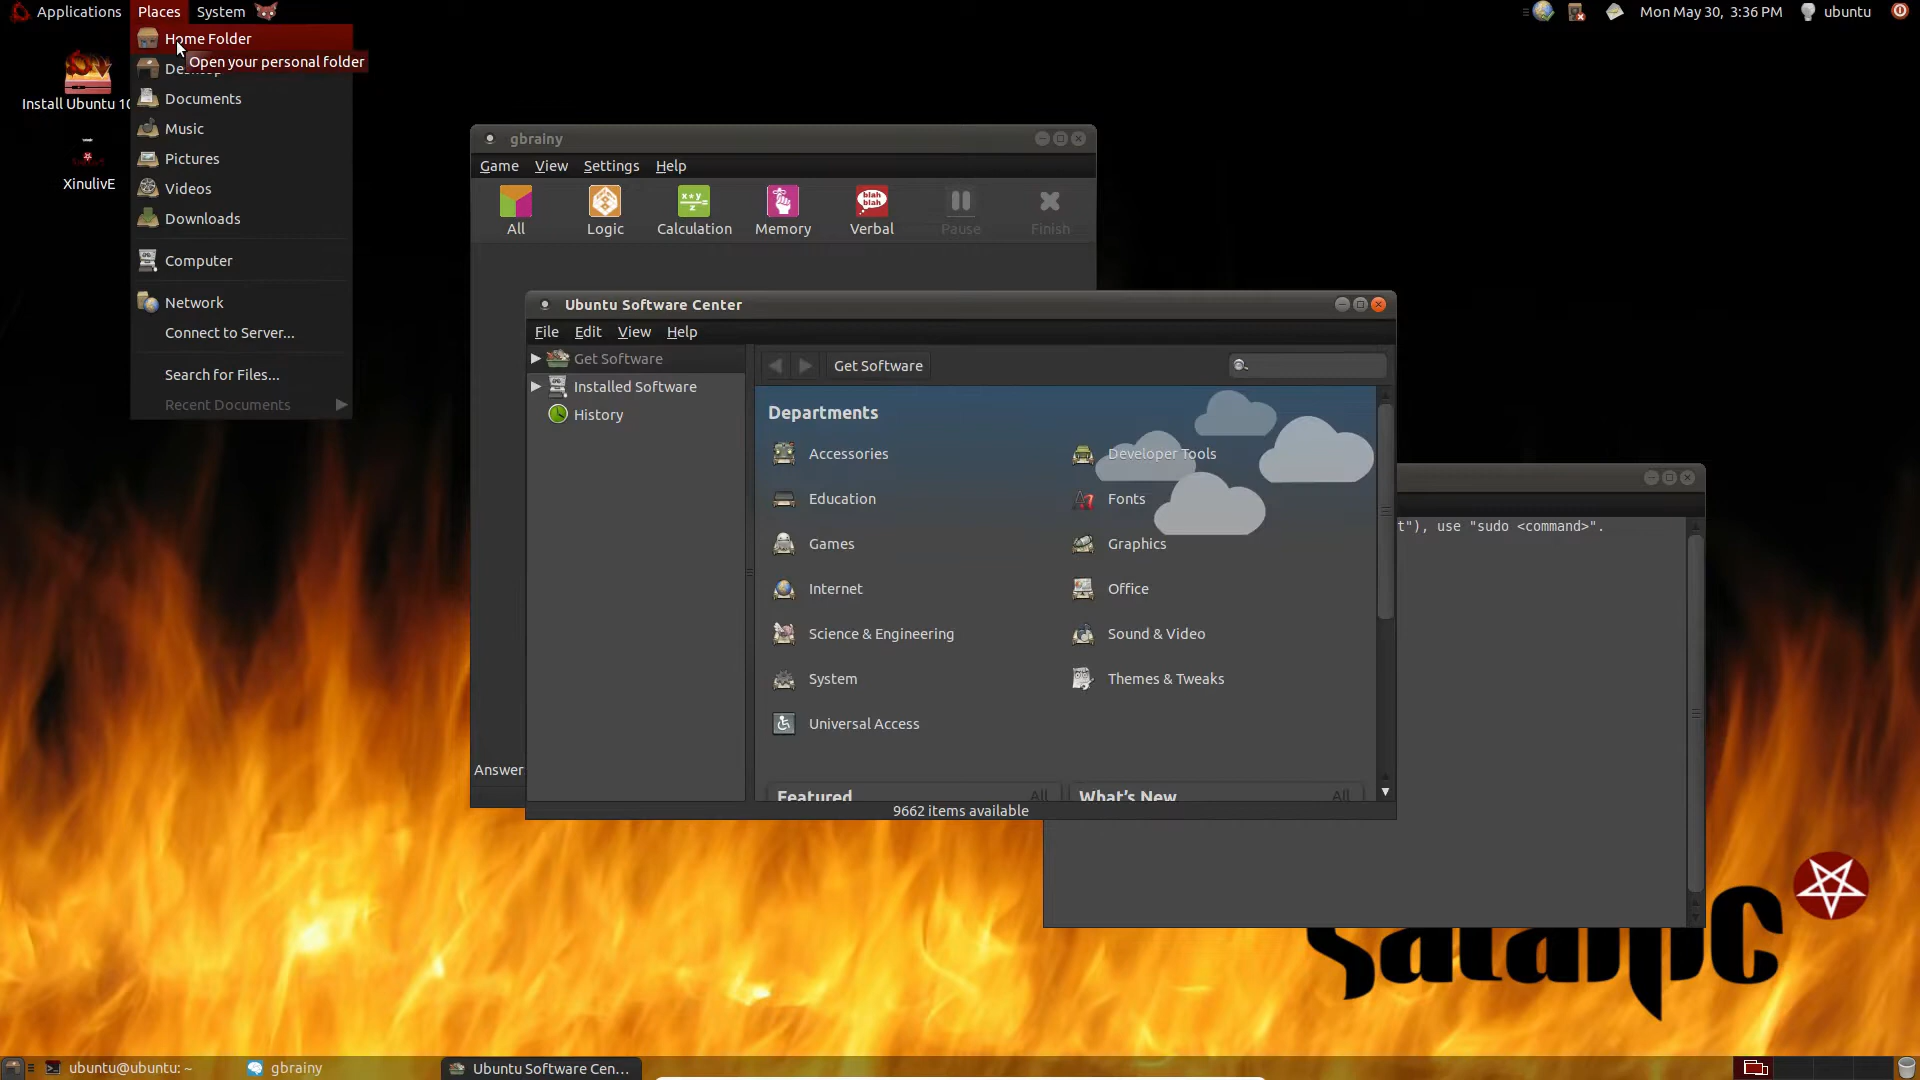 Applications Places System
Mon May 30, 3:36 PM ubuntu
Home Folder
Open your personal folder
Documents
Music
Pictures
Videos
Downloads
Computer
Network
Connect to Server...
Search for Files...
Recent Documents
Install Ubuntu 10
XinulivE
gbrainy
Game View Settings Help
All Logic Calculation Memory Verbal Pause Finish
x*y
z
blah
blah
Answer
Ubuntu Software Center
File Edit View Help
Get Software
Installed Software
History
Get Software
Departments
Accessories
Developer Tools
Education
Fonts
Games
Graphics
Internet
Office
Science & Engineering
Sound & Video
System
Themes & Tweaks
Universal Access
Featured All
What's New All
9662 items available
t"), use "sudo <command>".
ubuntu@ubuntu: ~
gbrainy
Ubuntu Software Cen...